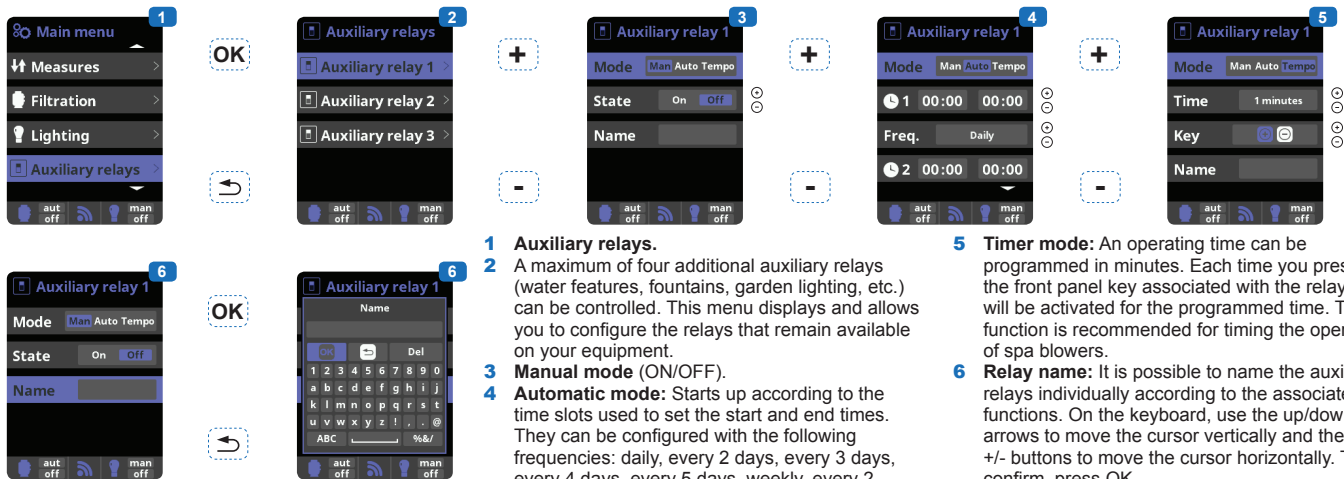 1
Main menu
Measures
Filtration
Lighting
Auxiliary relays
aut off
man off
OK
2
Auxiliary relays
Auxiliary relay 1
Auxiliary relay 2
Auxiliary relay 3
aut off
man off
+
-
3
Auxiliary relay 1
Mode Man Auto Tempo
State On Off
Name
aut off
man off
+
-
4
Auxiliary relay 1
Mode Man Auto Tempo
1 00:00 00:00
Freq. Daily
2 00:00 00:00
aut off
man off
+
-
5
Auxiliary relay 1
Mode Man Auto Tempo
Time 1 minutes
Key + -
Name
aut off
man off
6
Auxiliary relay 1
Mode Man Auto Tempo
State On Off
Name
aut off
man off
OK
6
Auxiliary relay 1
Name
OK Del
1 2 3 4 5 6 7 8 9 0
a b c d e f g h i j
k l m n o p q r s t
u v w x y z ! , . @
ABC %&/
aut off
man off
1 Auxiliary relays.
2 A maximum of four additional auxiliary relays
(water features, fountains, garden lighting, etc.)
can be controlled. This menu displays and allows
you to configure the relays that remain available
on your equipment.
3 Manual mode (ON/OFF).
4 Automatic mode: Starts up according to the
time slots used to set the start and end times.
They can be configured with the following
frequencies: daily, every 2 days, every 3 days,
every 4 days, every 5 days, weekly, every 2
5 Timer mode: An operating time can be
programmed in minutes. Each time you pres
the front panel key associated with the relay
will be activated for the programmed time. T
function is recommended for timing the oper
of spa blowers.
6 Relay name: It is possible to name the auxi
relays individually according to the associate
functions. On the keyboard, use the up/dow
arrows to move the cursor vertically and the
+/- buttons to move the cursor horizontally. T
confirm, press OK.